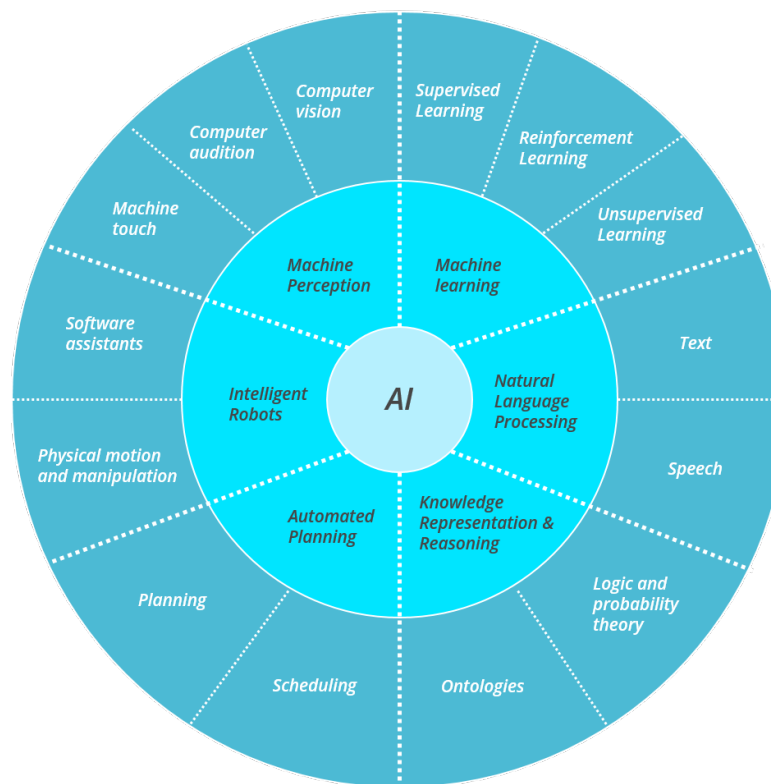 Computer
vision
Supervised
Learning
Computer
audition
Reinforcement
Learning
Machine
touch
Unsupervised
Learning
Machine
Perception
Machine
learning
Software
assistants
Text
Intelligent
Robots
AI
Natural
Language
Processing
Physical motion
and manipulation
Speech
Automated
Planning
Knowledge
Representation &
Reasoning
Planning
Logic and
probability
theory
Scheduling
Ontologies